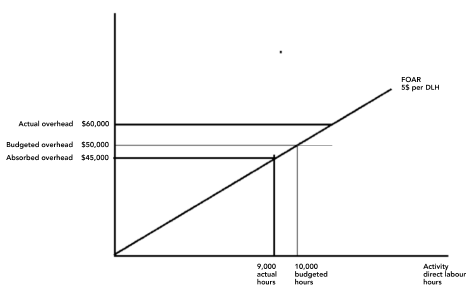 FOAR
5$ per DLH
Actual overhead $60,000
Budgeted overhead $50,000
Absorbed overhead $45,000
9,000
actual
hours
10,000
budgeted
hours
Activity
direct labour
hours